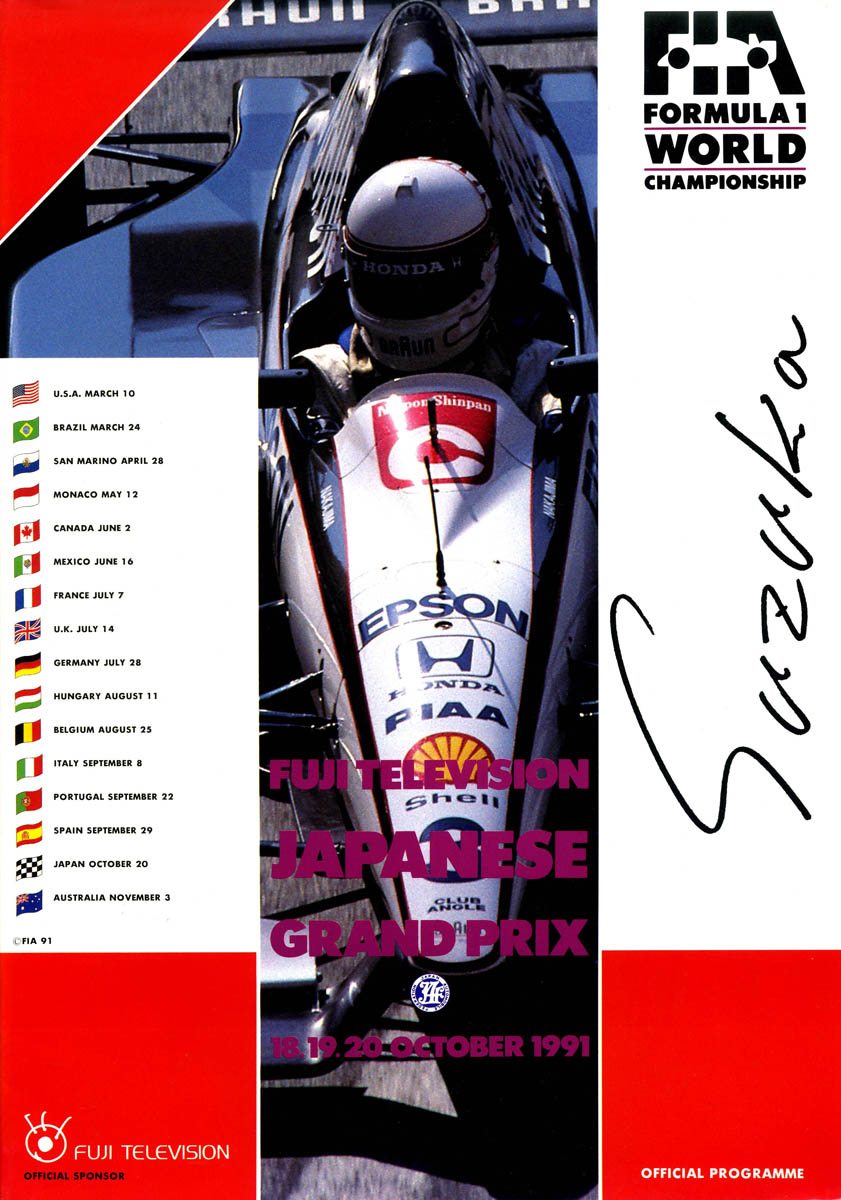 BRAUN BRA
FIA
FORMULA 1
WORLD
CHAMPIONSHIP
HONDA
BRAUN
Nippon Shinpan
NAKAJIMA
EPSON
HONDA
PIAA
Shell
CLUB
ANGLE
U.S.A. MARCH 10
BRAZIL MARCH 24
SAN MARINO APRIL 28
MONACO MAY 12
CANADA JUNE 2
MEXICO JUNE 16
FRANCE JULY 7
U.K. JULY 14
GERMANY JULY 28
HUNGARY AUGUST 11
BELGIUM AUGUST 25
ITALY SEPTEMBER 8
PORTUGAL SEPTEMBER 22
SPAIN SEPTEMBER 29
JAPAN OCTOBER 20
AUSTRALIA NOVEMBER 3
©FIA 91
Suzuka
FUJI TELEVISION
JAPANESE
GRAND PRIX
JAF
18.19.20 OCTOBER 1991
FUJI TELEVISION
OFFICIAL SPONSOR
OFFICIAL PROGRAMME